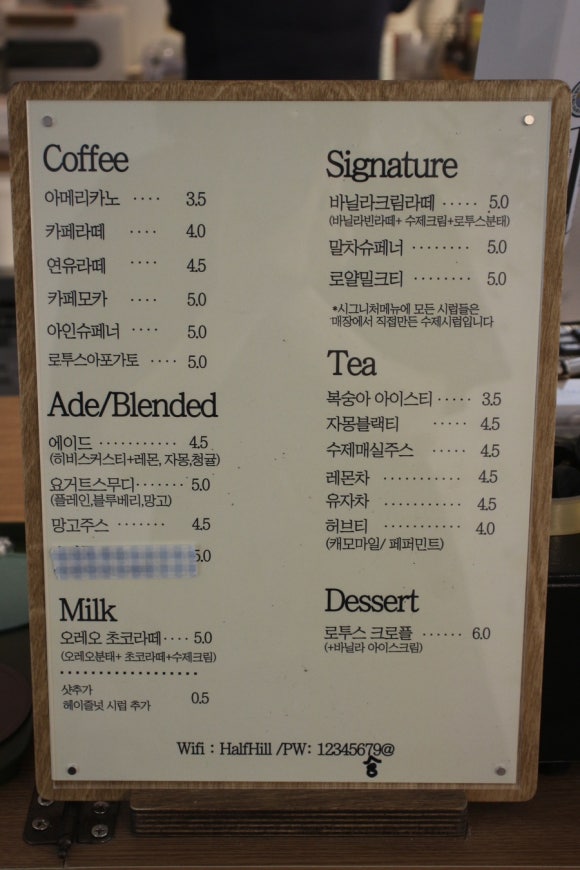 Coffee
아메리카노 ···· 3.5
카페라떼 ···· 4.0
연유라떼 ···· 4.5
카페모카 ···· 5.0
아인슈페너 ···· 5.0
로투스아포가토 ···· 5.0
Ade/Blended
에이드 ··········· 4.5
(히비스커스티+레몬, 자몽,청귤)
요거트스무디······· 5.0
(플레인,블루베리,망고)
망고주스 ······· 4.5
5.0
Milk
오레오 초코라떼···· 5.0
(오레오분태+ 초코라떼+수제크림)
샷추가
헤이즐넛 시럽 추가 0.5
Signature
바닐라크림라떼 ····· 5.0
(바닐라빈라떼+ 수제크림+로투스분태)
말차슈페너 ········ 5.0
로얄밀크티 ········ 5.0
*시그니처메뉴에 모든 시럽들은
매장에서 직접만든 수제시럽입니다
Tea
복숭아 아이스티 ····· 3.5
자몽블랙티 ····· 4.5
수제매실주스 ····· 4.5
레몬차 ··········· 4.5
유자차 ··········· 4.5
허브티 ··········· 4.0
(캐모마일/ 페퍼민트)
Dessert
로투스 크로플 ······ 6.0
(+바닐라 아이스크림)
Wifi : HalfHill /PW: 12345679@
8